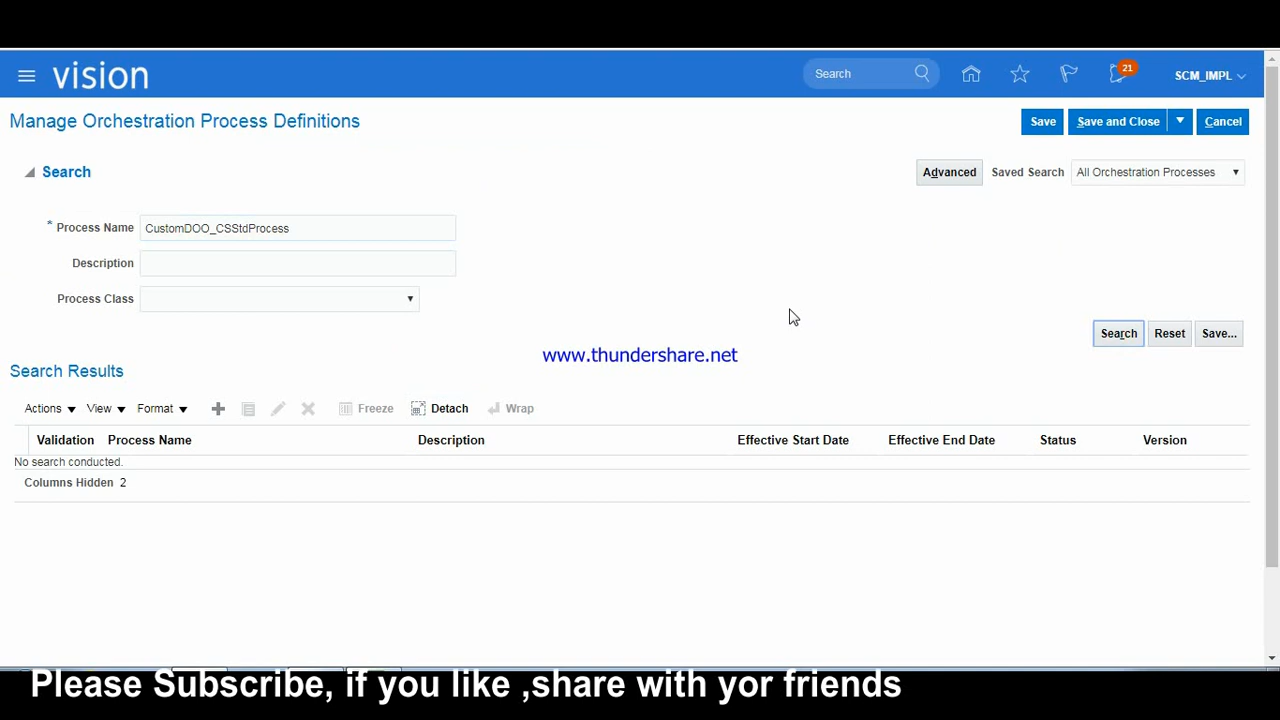 vision
Search
21
SCM_IMPL
Manage Orchestration Process Definitions
Save
Save and Close
Cancel
Search
Advanced
Saved Search
All Orchestration Processes
* Process Name
CustomDOO_CSStdProcess
Description
Process Class
Search
Reset
Save...
www.thundershare.net
Search Results
Actions
View
Format
Freeze
Detach
Wrap
Validation
Process Name
Description
Effective Start Date
Effective End Date
Status
Version
No search conducted.
Columns Hidden 2
Please Subscribe, if you like ,share with yor friends